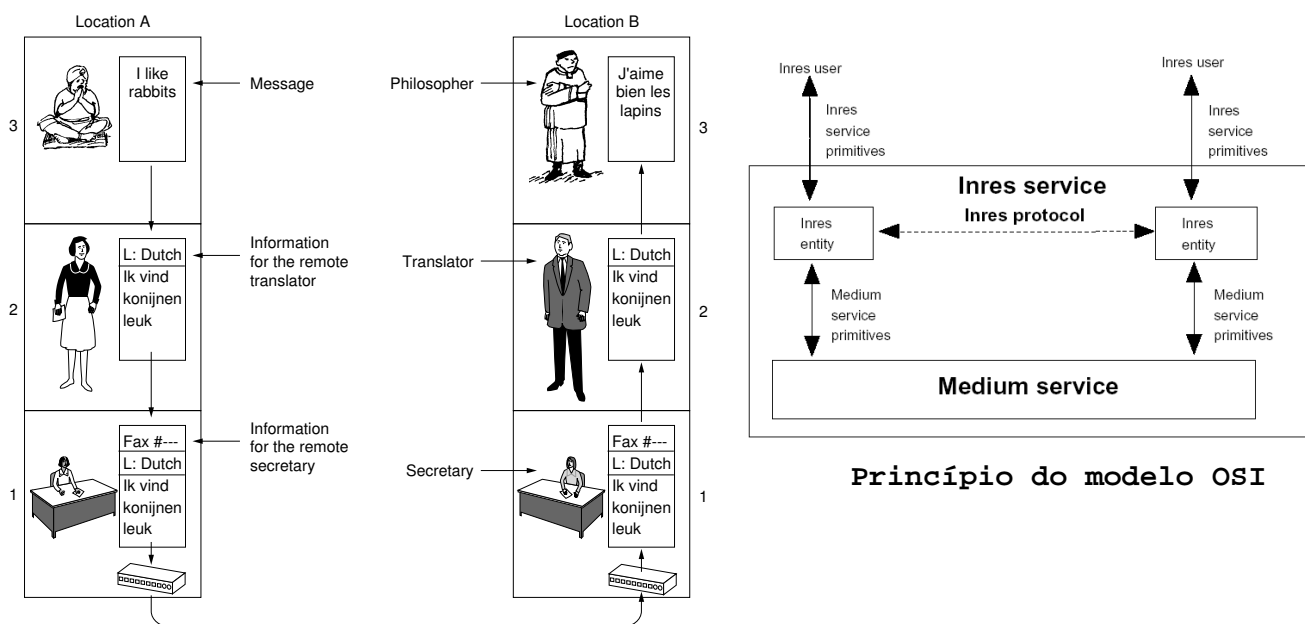 Location A
3
I like
rabbits
Message
L: Dutch
Ik vind
konijnen
leuk
Information
for the remote
translator
2
Fax #---
L: Dutch
Ik vind
konijnen
leuk
Information
for the remote
secretary
1
Location B
Philosopher
J'aime
bien les
lapins
3
Translator
L: Dutch
Ik vind
konijnen
leuk
2
Secretary
Fax #---
L: Dutch
Ik vind
konijnen
leuk
1
Inres user
Inres user
Inres
service
primitives
Inres
service
primitives
Inres service
Inres protocol
Inres
entity
Inres
entity
Medium
service
primitives
Medium
service
primitives
Medium service
Princípio do modelo OSI